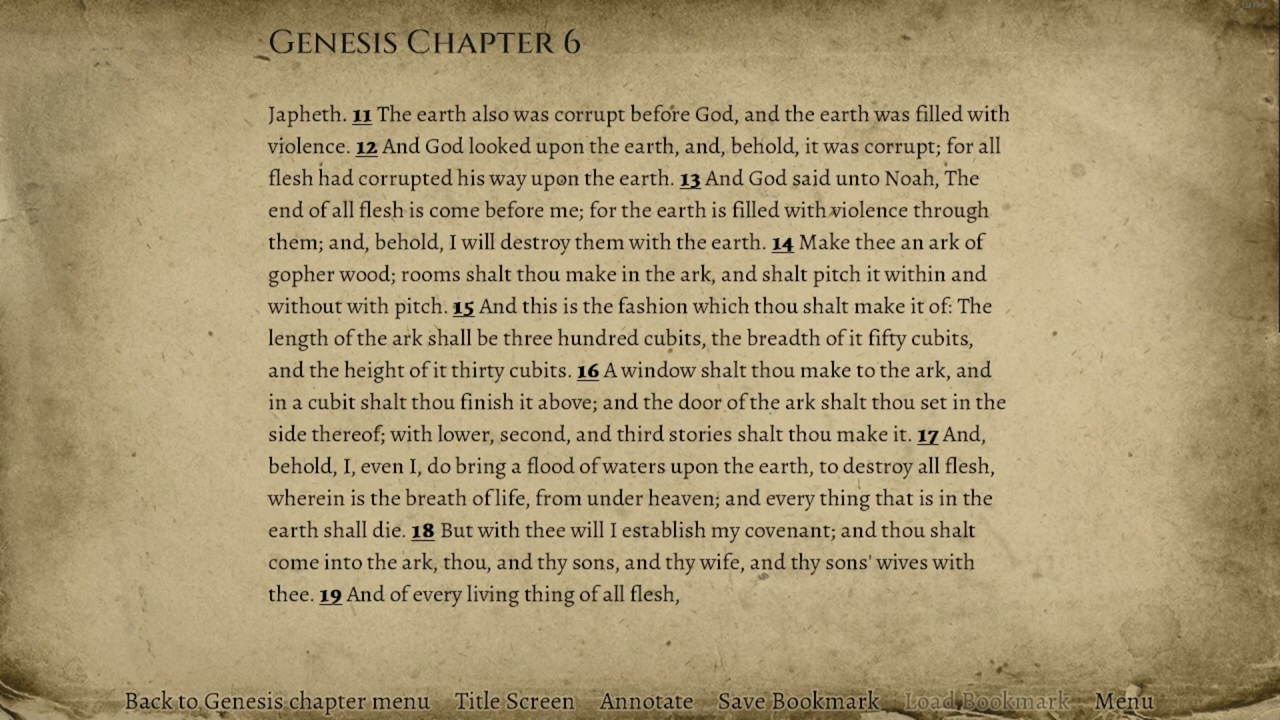 Genesis Chapter 6
Japheth. 11 The earth also was corrupt before God, and the earth was filled with
violence. 12 And God looked upon the earth, and, behold, it was corrupt; for all
flesh had corrupted his way upon the earth. 13 And God said unto Noah, The
end of all flesh is come before me; for the earth is filled with violence through
them; and, behold, I will destroy them with the earth. 14 Make thee an ark of
gopher wood; rooms shalt thou make in the ark, and shalt pitch it within and
without with pitch. 15 And this is the fashion which thou shalt make it of: The
length of the ark shall be three hundred cubits, the breadth of it fifty cubits,
and the height of it thirty cubits. 16 A window shalt thou make to the ark, and
in a cubit shalt thou finish it above; and the door of the ark shalt thou set in the
side thereof; with lower, second, and third stories shalt thou make it. 17 And,
behold, I, even I, do bring a flood of waters upon the earth, to destroy all flesh,
wherein is the breath of life, from under heaven; and every thing that is in the
earth shall die. 18 But with thee will I establish my covenant; and thou shalt
come into the ark, thou, and thy sons, and thy wife, and thy sons' wives with
thee. 19 And of every living thing of all flesh,
Back to Genesis chapter menu Title Screen Annotate Save Bookmark Load Bookmark Menu